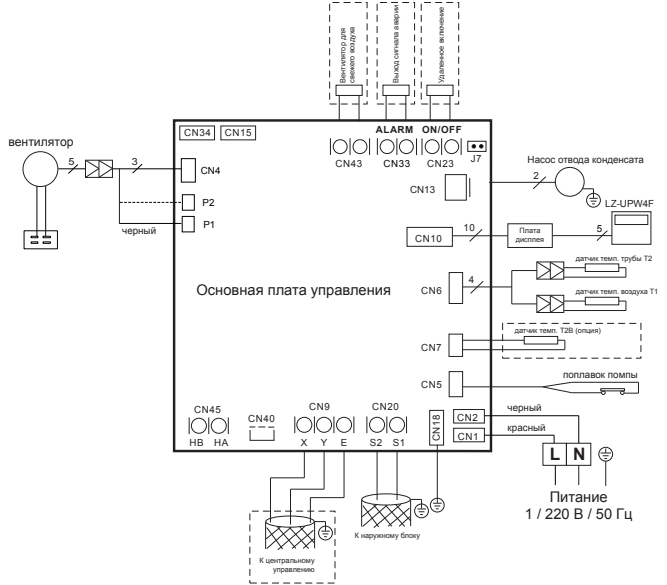 Вентилятор для
свежего воздуха
Выход сигнала аварии
Удаленное включение
ALARM ON/OFF
CN34 CN15
CN43 CN33 CN23 J7
вентилятор
5 3
CN4
P2
P1
черный
CN13
2
Насос отвода конденсата
LZ-UPW4F
CN10
10
Плата
дисплея
5
Основная плата управления
CN6
4
датчик темп. трубы T2
датчик темп. воздуха T1
CN7
датчик темп. T2B (опция)
CN5
поплавок помпы
CN45 CN40 CN9 CN20
HB HA X Y E S2 S1
CN18
CN2
черный
CN1
красный
L N
Питание
1 / 220 В / 50 Гц
К центральному
управлению
К наружному блоку